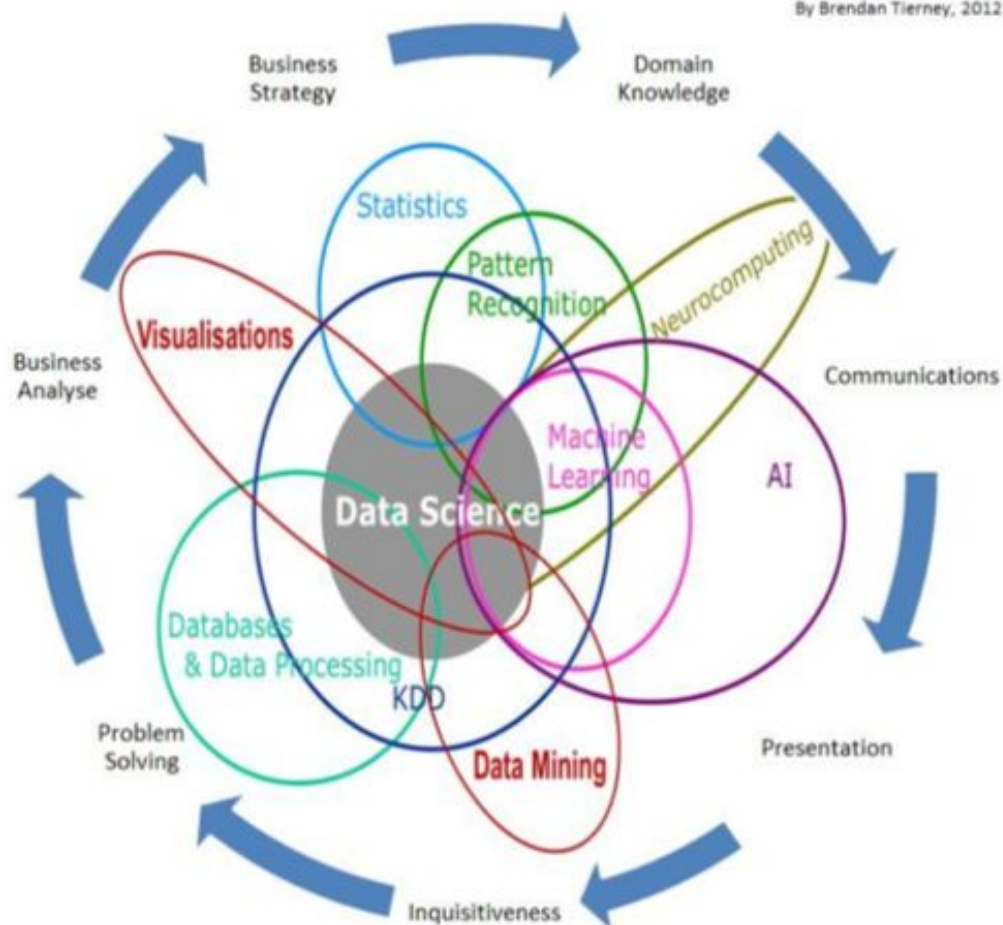 By Brendan Tierney, 2012
Business
Strategy
Domain
Knowledge
Statistics
Pattern
Recognition
Neurocomputing
Visualisations
Business
Analyse
Communications
Machine
Learning
AI
Data Science
Databases
& Data Processing
KDD
Problem
Solving
Presentation
Data Mining
Inquisitiveness